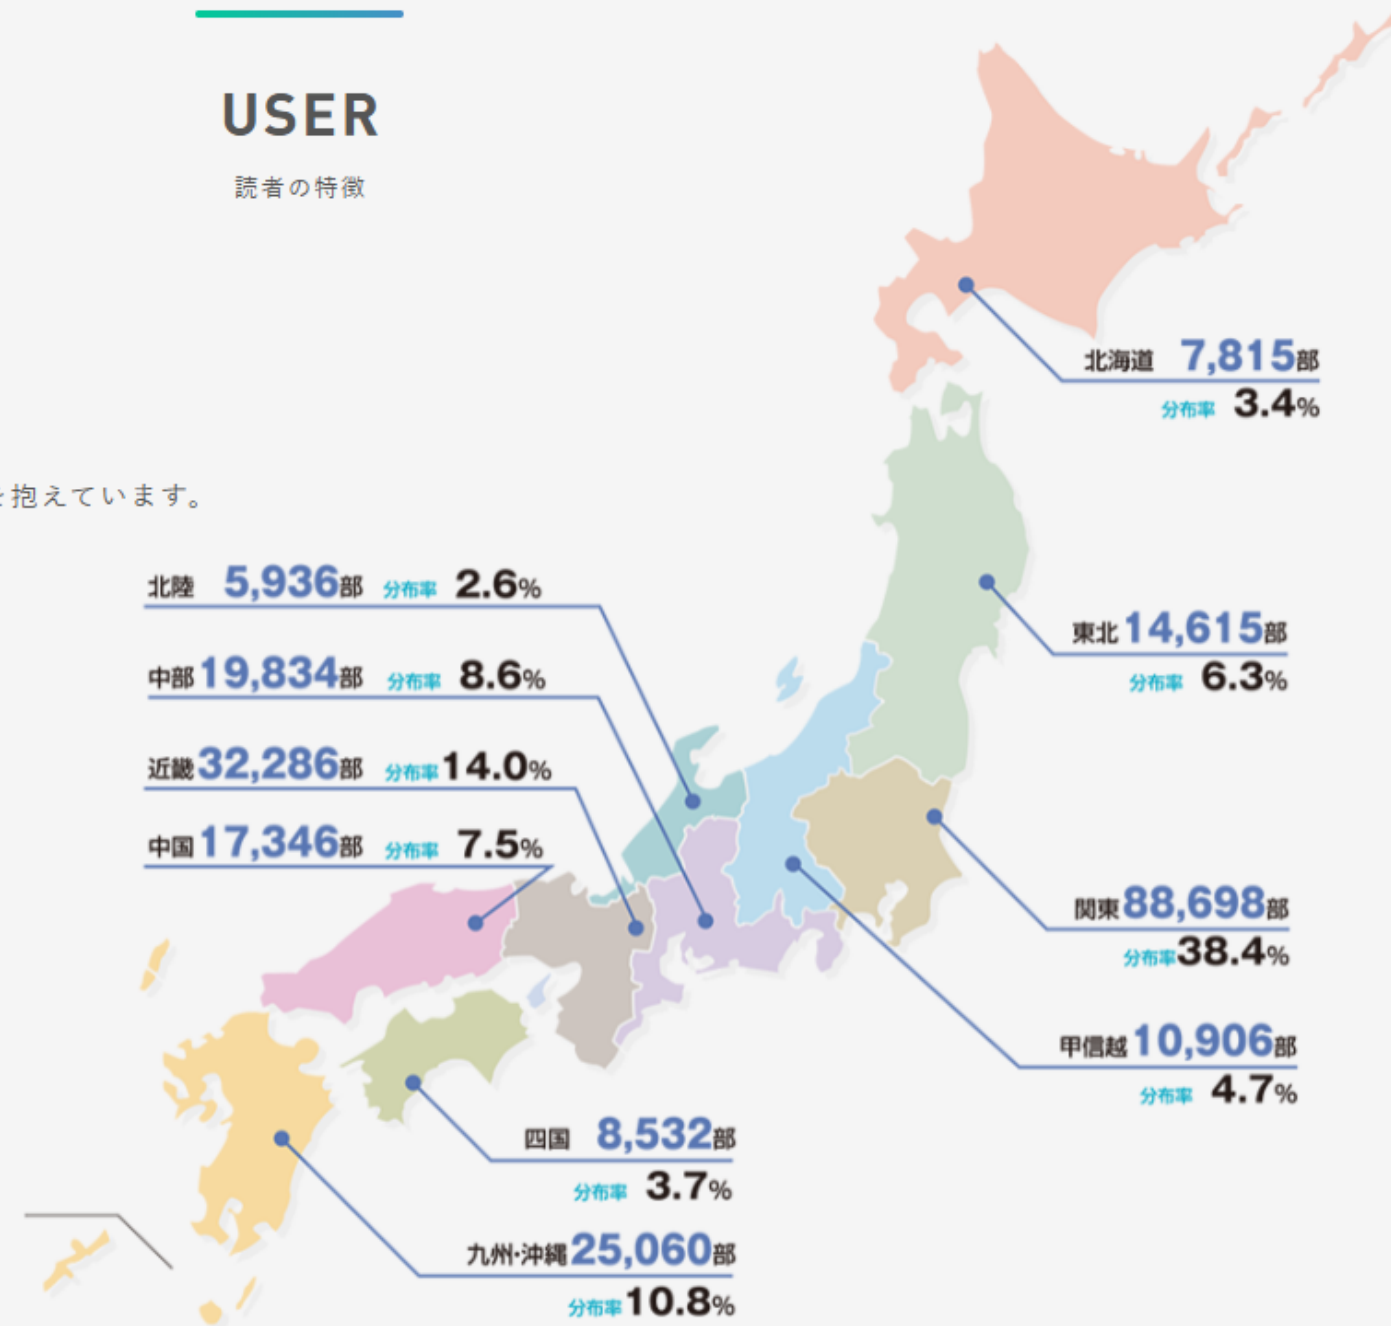 USER
読者の特徴
北海道 7,815部
分布率 3.4%
を抱えています。
北陸 5,936部 分布率 2.6%
東北 14,615部
分布率 6.3%
中部 19,834部 分布率 8.6%
近畿 32,286部 分布率 14.0%
中国 17,346部 分布率 7.5%
関東 88,698部
分布率 38.4%
甲信越 10,906部
分布率 4.7%
四国 8,532部
分布率 3.7%
九州・沖縄 25,060部
分布率 10.8%